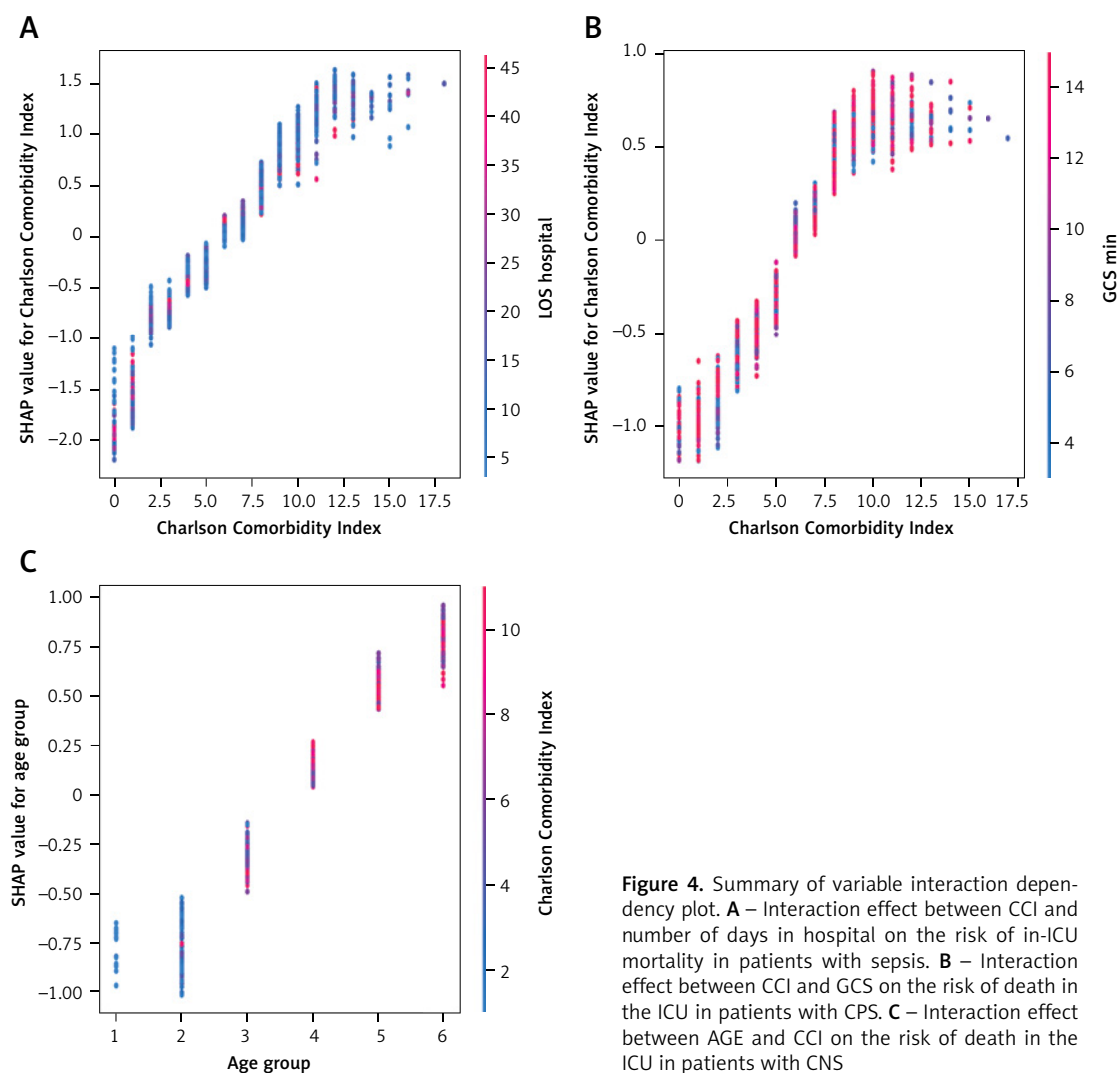 A
SHAP value for Charlson Comorbidity Index
1.5
1.0
0.5
0
−0.5
−1.0
−1.5
−2.0
0 2.5 5.0 7.5 10.0 12.5 15.0 17.5
Charlson Comorbidity Index
45
40
35
30
25
20
15
10
5
LOS hospital
B
SHAP value for Charlson Comorbidity Index
1.0
0.5
0
−0.5
−1.0
0 2.5 5.0 7.5 10.0 12.5 15.0 17.5
Charlson Comorbidity Index
14
12
10
8
6
4
GCS min
C
SHAP value for age group
1.00
0.75
0.50
0.25
0
−0.25
−0.50
−0.75
−1.00
1 2 3 4 5 6
Age group
10
8
6
4
2
Charlson Comorbidity Index
Figure 4. Summary of variable interaction depen-
dency plot. A – Interaction effect between CCI and
number of days in hospital on the risk of in-ICU
mortality in patients with sepsis. B – Interaction
effect between CCI and GCS on the risk of death in
the ICU in patients with CPS. C – Interaction effect
between AGE and CCI on the risk of death in the
ICU in patients with CNS